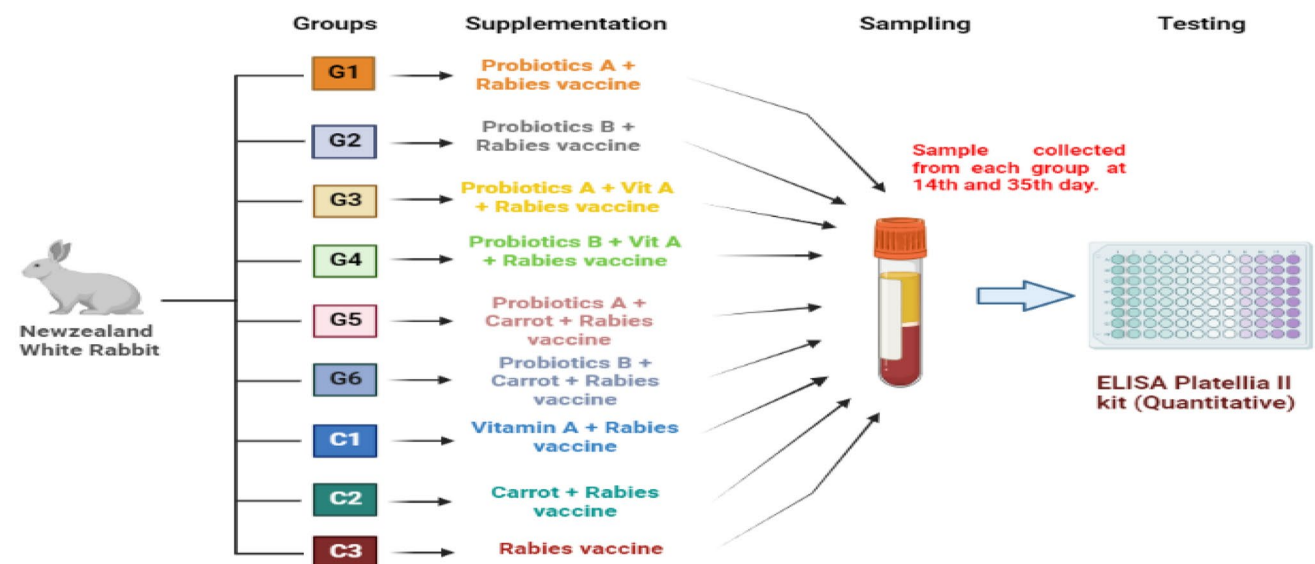 Groups Supplementation Sampling Testing
G1
Probiotics A +
Rabies vaccine
G2
Probiotics B +
Rabies vaccine
Sample collected
from each group at
14th and 35th day.
G3
Probiotics A + Vit A
+ Rabies vaccine
G4
Probiotics B + Vit A
+ Rabies vaccine
Newzealand
White Rabbit
G5
Probiotics A +
Carrot + Rabies
vaccine
G6
Probiotics B +
Carrot + Rabies
vaccine
ELISA Platellia II
kit (Quantitative)
C1
Vitamin A + Rabies
vaccine
C2
Carrot + Rabies
vaccine
C3
Rabies vaccine